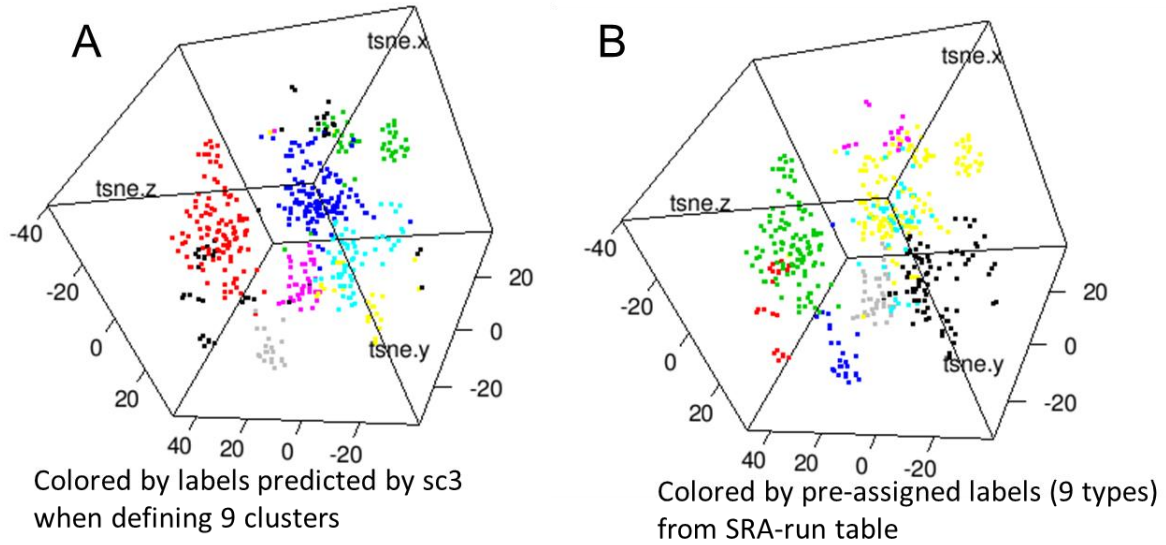 A
tsne.x
tsne.z
-40
-20
0
20
40
20
0
-20
20
0
-20
tsne.y
Colored by labels predicted by sc3
when defining 9 clusters
B
tsne.x
tsne.z
-40
-20
0
20
40
20
0
-20
20
0
-20
tsne.y
Colored by pre-assigned labels (9 types)
from SRA-run table